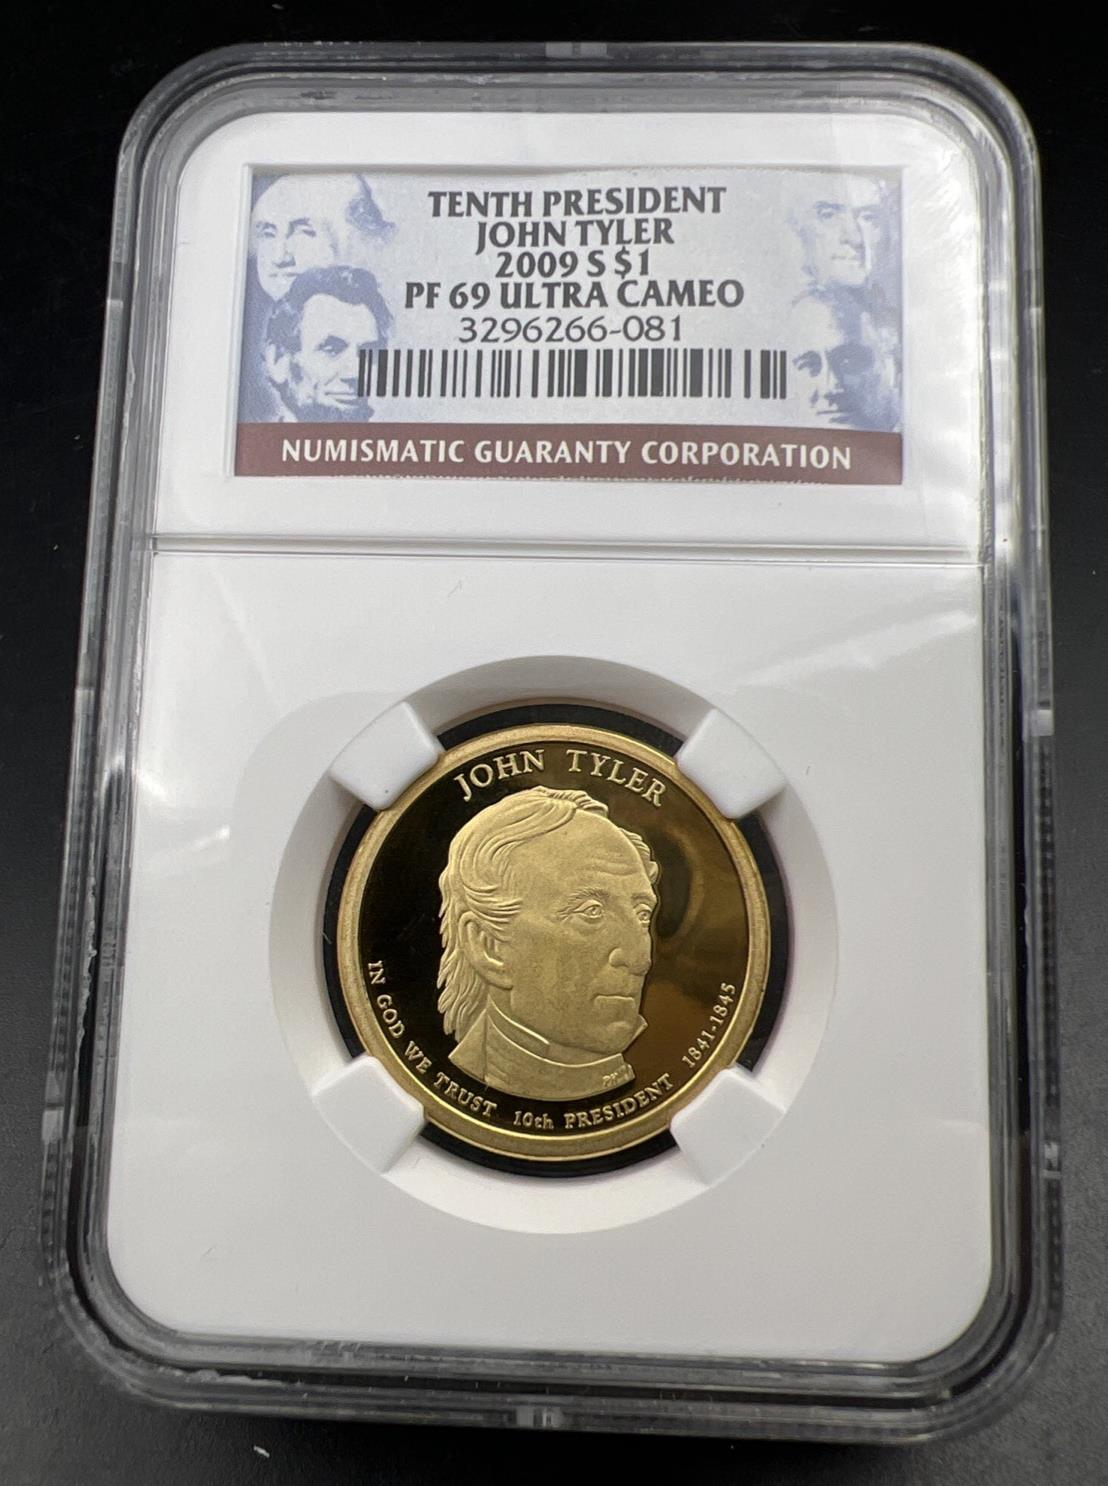 TENTH PRESIDENT
JOHN TYLER
2009 S $1
PF 69 ULTRA CAMEO
3296266-081
NUMISMATIC GUARANTY CORPORATION
JOHN TYLER
IN GOD WE TRUST 10th PRESIDENT 1841-1845